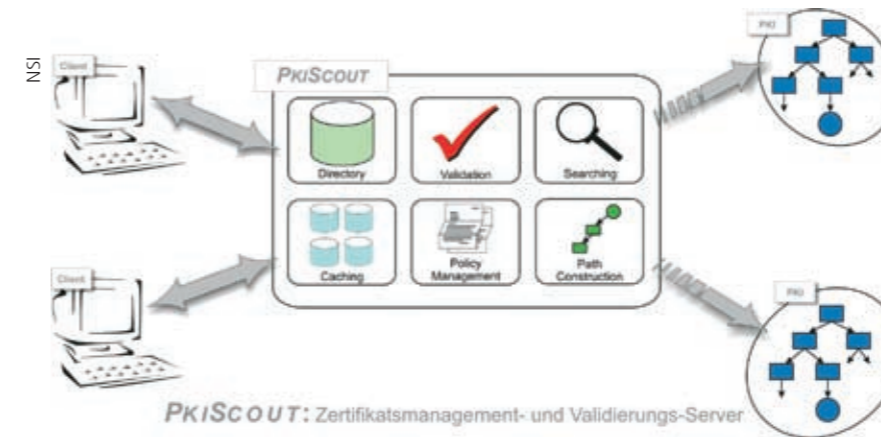 NSI
Client
PKISCOUT
PKI
Directory
Validation
Searching
Caching
Policy
Management
Path
Construction
Client
PKI
PKISCOUT: Zertifikatsmanagement- und Validierungs-Server